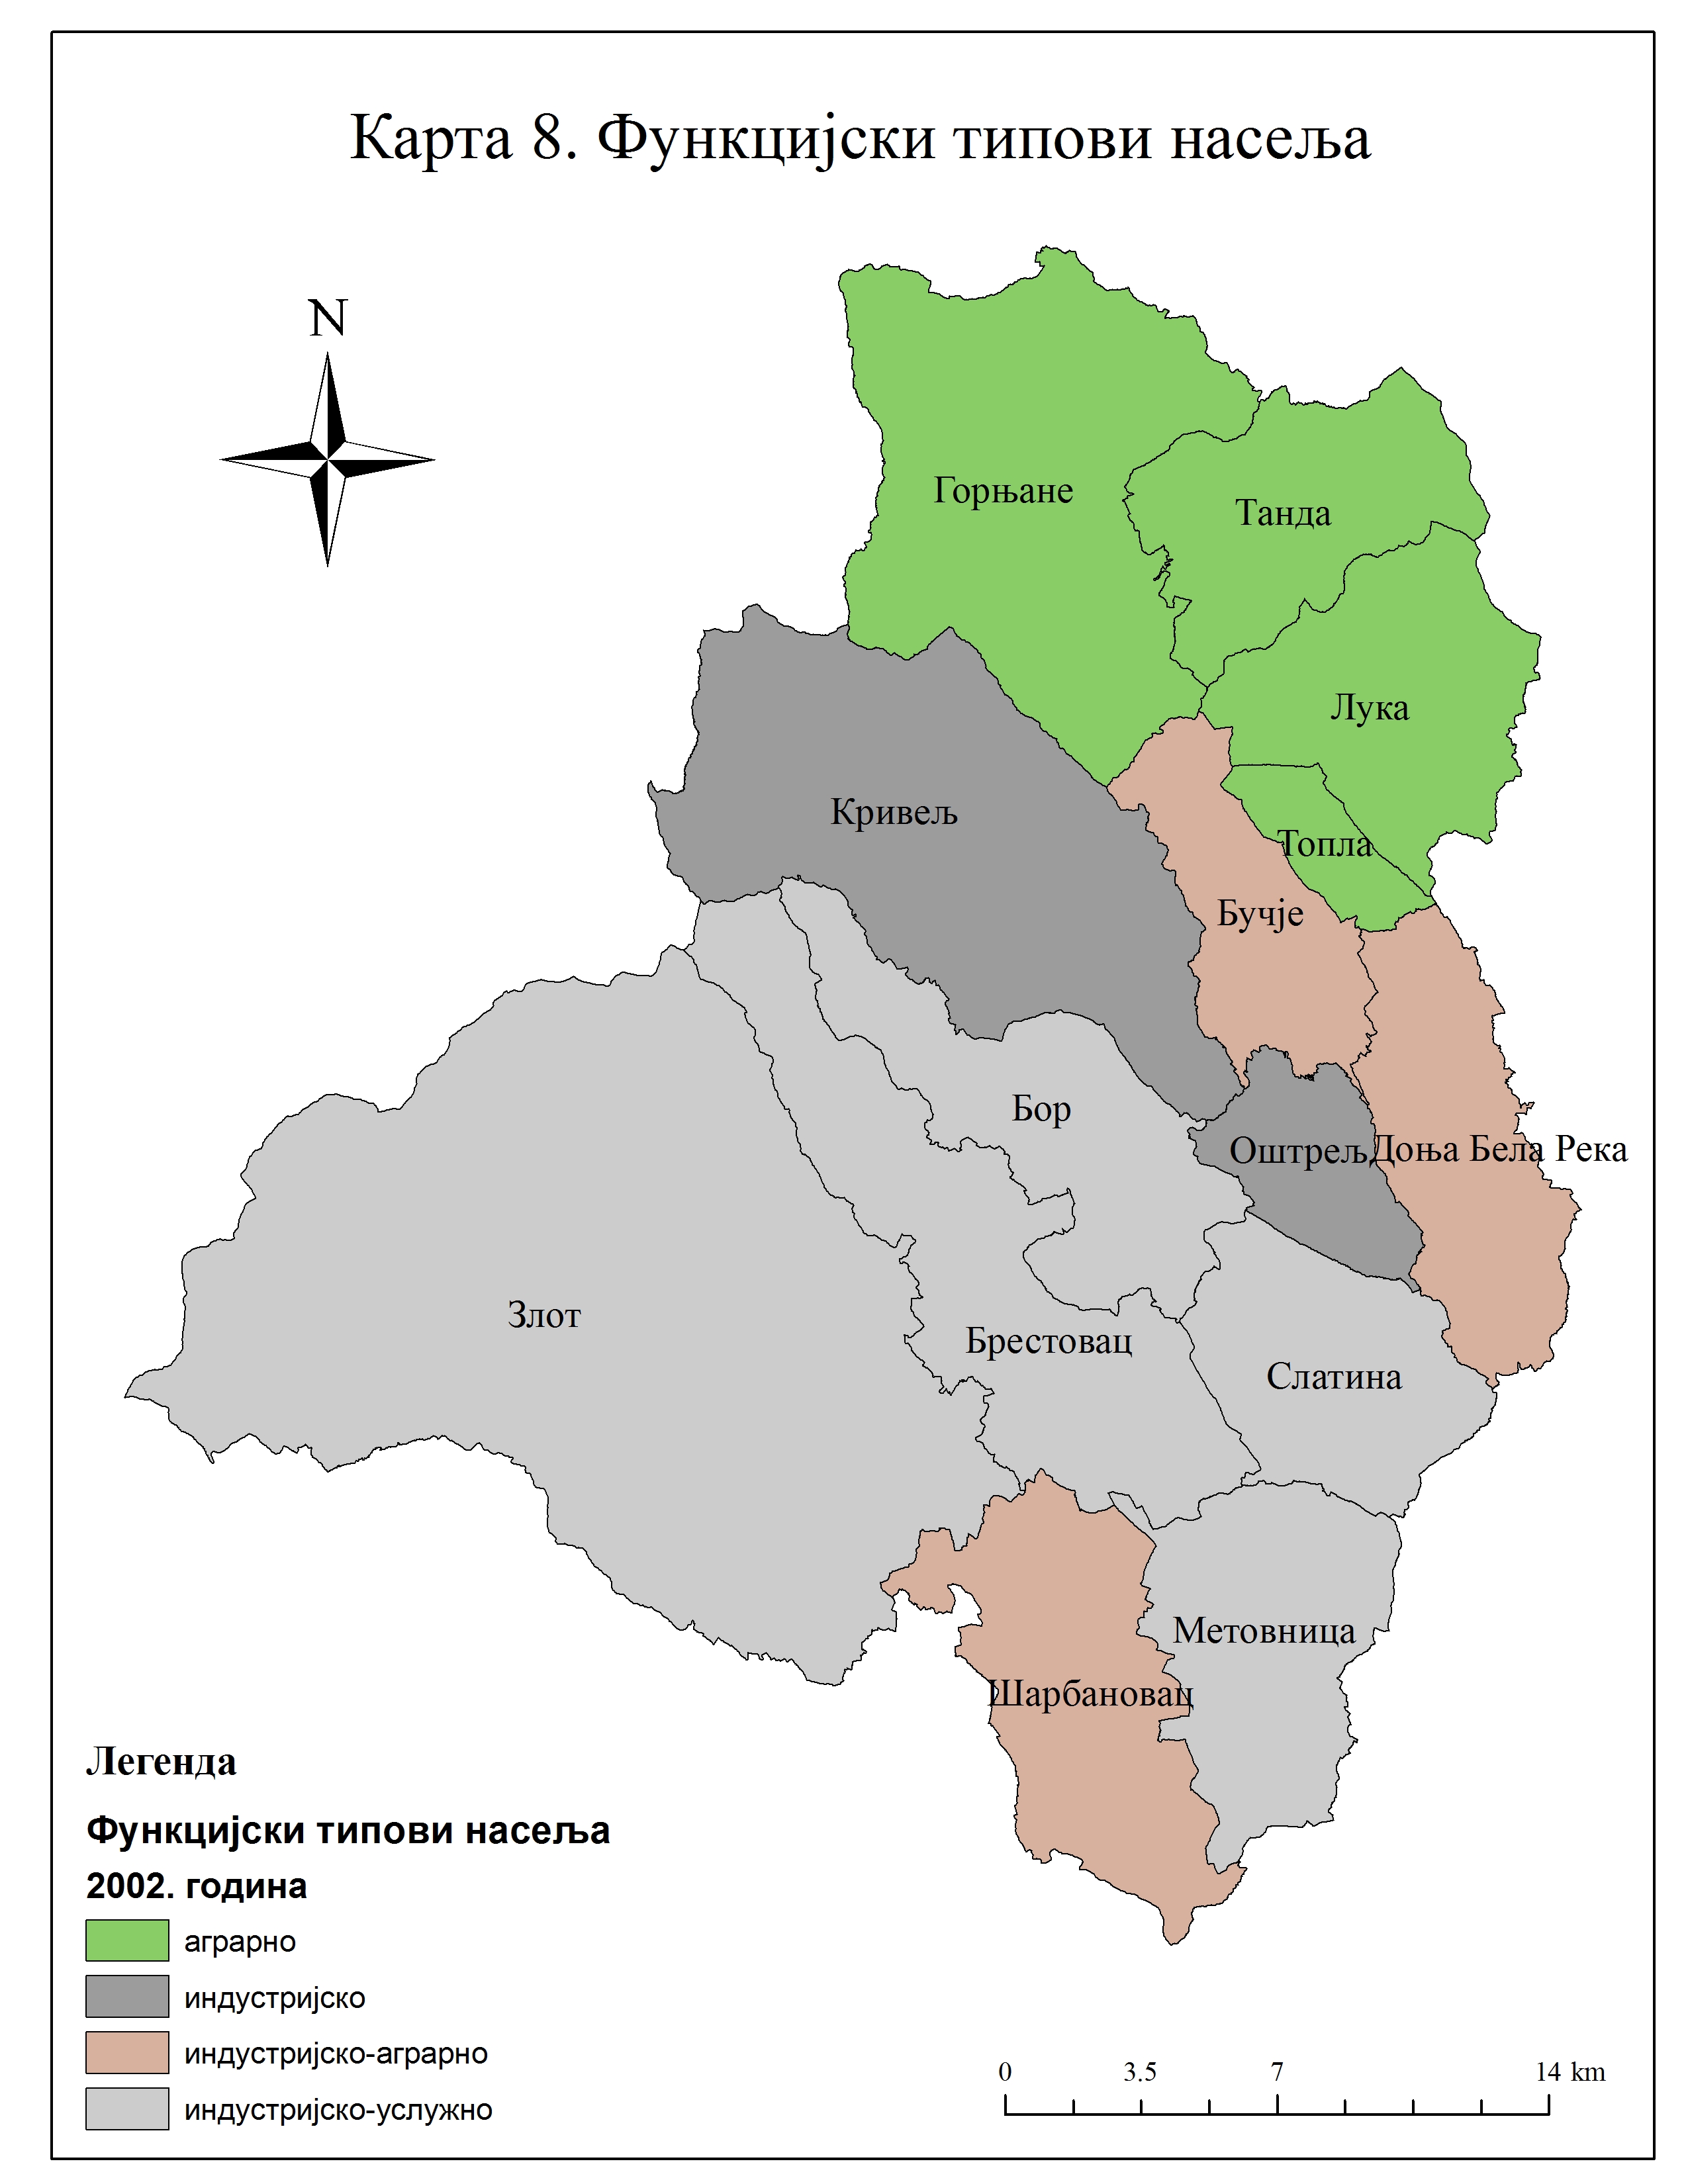 Карта 8. Функцијски типови насеља
N
Горњане
Танда
Лука
Кривељ
Топла
Бучје
Бор
Оштрељ
Доња Бела Река
Злот
Брестовац
Слатина
Метовница
Шарбановац
Легенда
Функцијски типови насеља
2002. година
аграрно
индустријско
индустријско-аграрно
индустријско-услужно
0 3.5 7 14 km